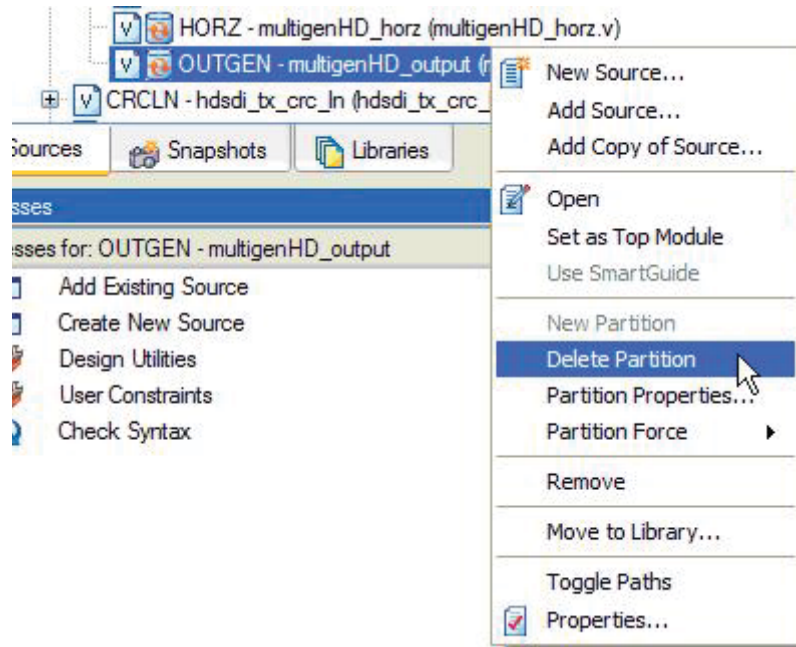 V HORZ - multigenHD_horz (multigenHD_horz.v)
V OUTGEN - multigenHD_output (
V CRCLN - hdsdi_tx_crc_ln (hdsdi_tx_crc_
Sources Snapshots Libraries
sses
sses for: OUTGEN - multigenHD_output
Add Existing Source
Create New Source
Design Utilities
User Constraints
Check Syntax
New Source...
Add Source...
Add Copy of Source...
Open
Set as Top Module
Use SmartGuide
New Partition
Delete Partition
Partition Properties...
Partition Force
Remove
Move to Library...
Toggle Paths
Properties...